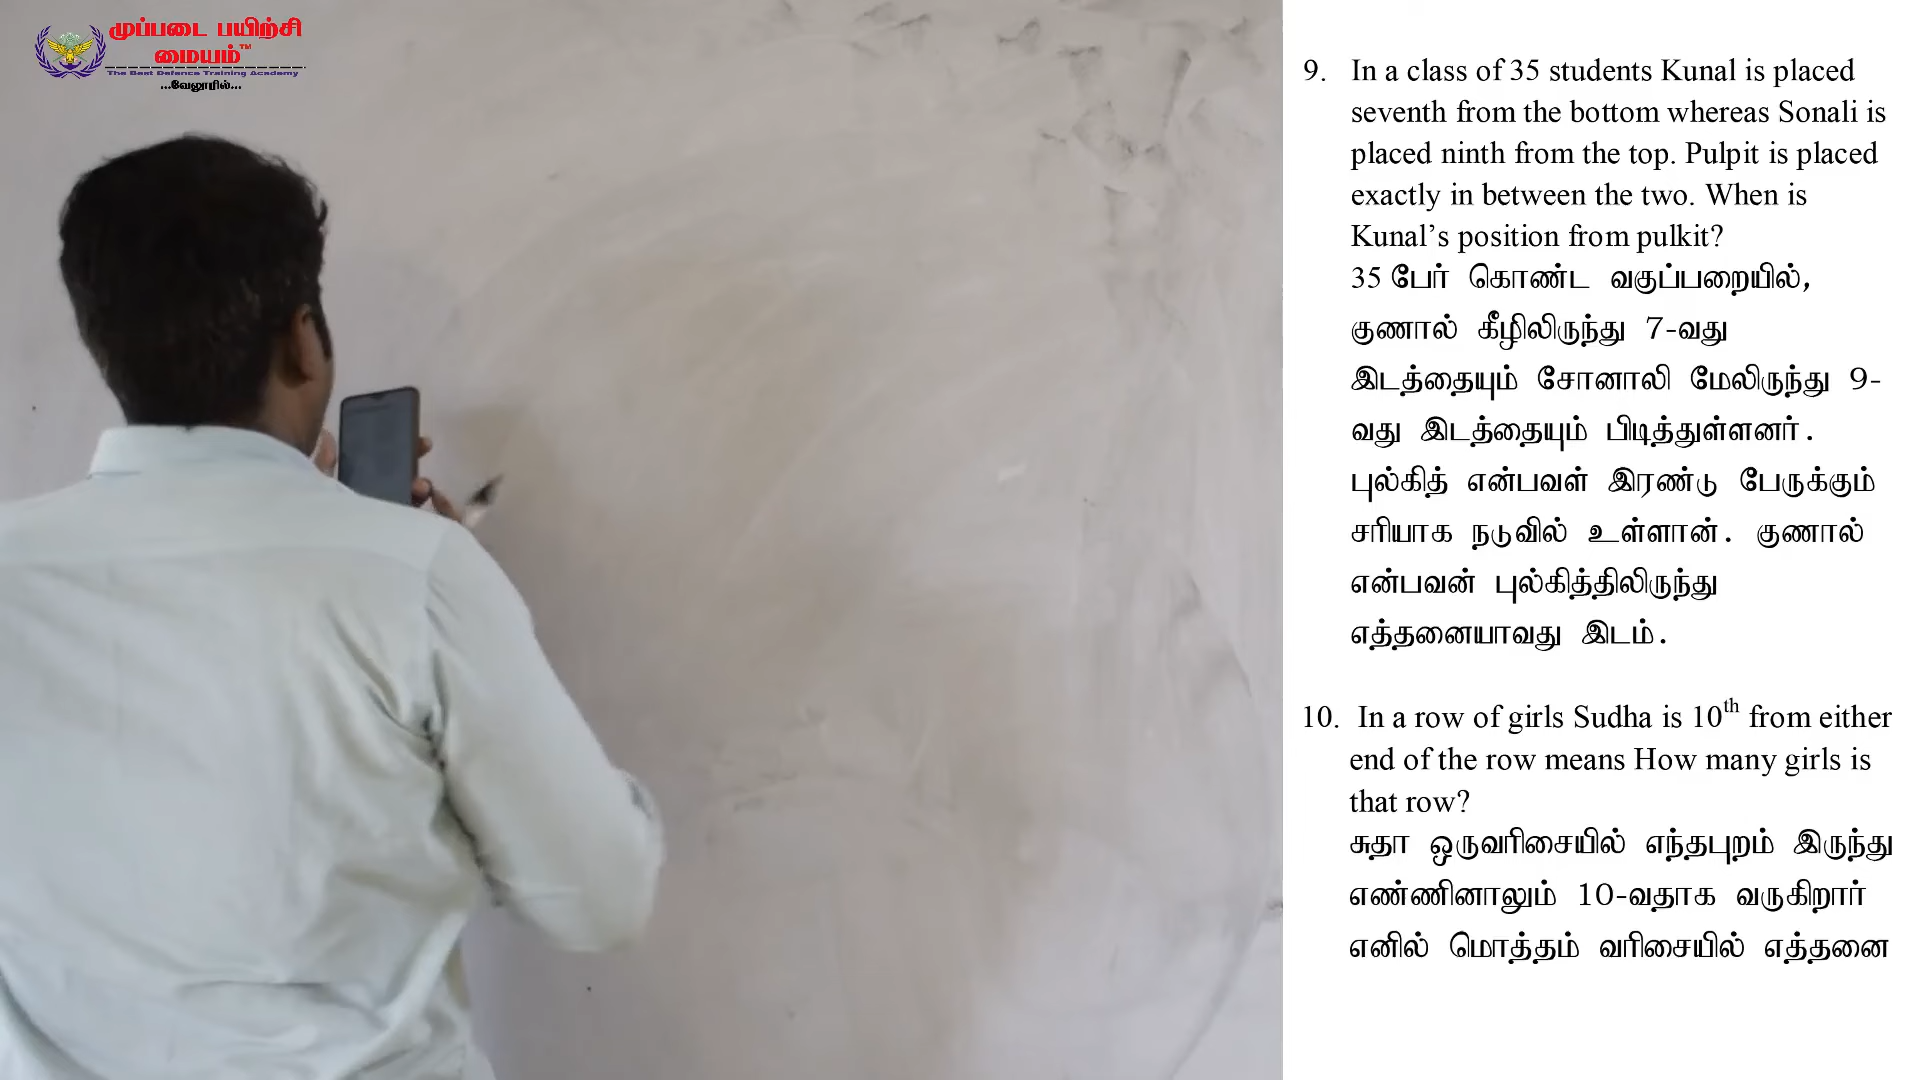 முப்படை பயிற்சி
மையம்™
The Best Defence Training Academy
...வேலூரில்...
9. In a class of 35 students Kunal is placed
seventh from the bottom whereas Sonali is
placed ninth from the top. Pulpit is placed
exactly in between the two. When is
Kunal's position from pulkit?
35 பேர் கொண்ட வகுப்பறையில்,
குணால் கீழிலிருந்து 7-வது
இடத்தையும் சோனாலி மேலிருந்து 9-
வது இடத்தையும் பிடித்துள்ளனர்.
புல்கித் என்பவள் இரண்டு பேருக்கும்
சரியாக நடுவில் உள்ளான். குணால்
என்பவன் புல்கித்திலிருந்து
எத்தனையாவது இடம்.
10. In a row of girls Sudha is 10th from either
end of the row means How many girls is
that row?
சுதா ஒருவரிசையில் எந்தபுறம் இருந்து
எண்ணினாலும் 10-வதாக வருகிறார்
எனில் மொத்தம் வரிசையில் எத்தனை